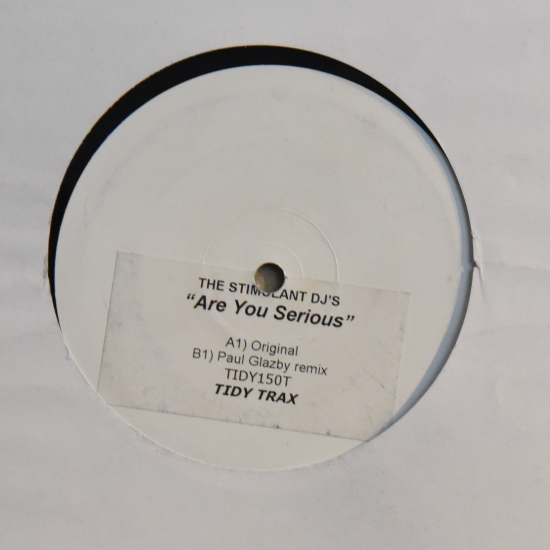 THE STIMULANT DJ'S
"Are You Serious"
A1) Original
B1) Paul Glazby remix
TIDY150T
TIDY TRAX